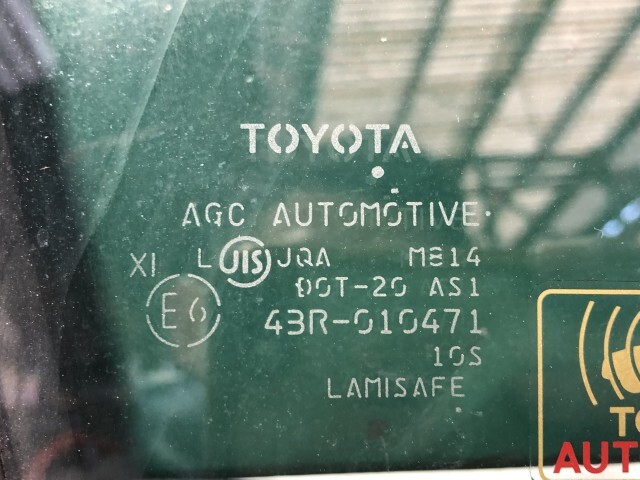 TOYOTA
AGC AUTOMOTIVE
XI L JIS JQA M814
DOT-20 AS1
E6 43R-010471
10S
LAMISAFE